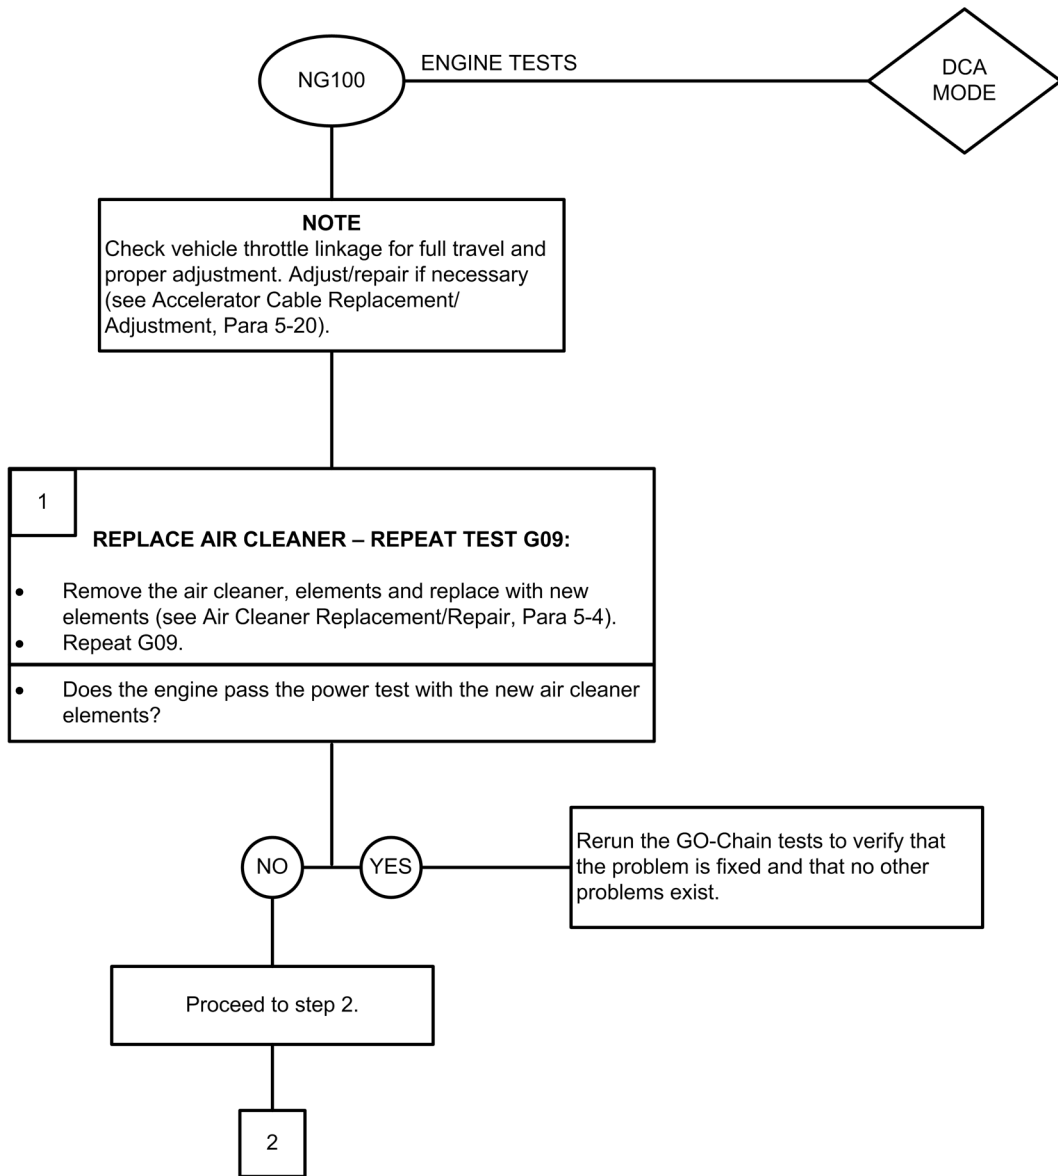 NG100
ENGINE TESTS
DCA
MODE
NOTE
Check vehicle throttle linkage for full travel and
proper adjustment. Adjust/repair if necessary
(see Accelerator Cable Replacement/
Adjustment, Para 5-20).
1
REPLACE AIR CLEANER – REPEAT TEST G09:
• Remove the air cleaner, elements and replace with new
elements (see Air Cleaner Replacement/Repair, Para 5-4).
• Repeat G09.
• Does the engine pass the power test with the new air cleaner
elements?
NO
YES
Rerun the GO-Chain tests to verify that
the problem is fixed and that no other
problems exist.
Proceed to step 2.
2